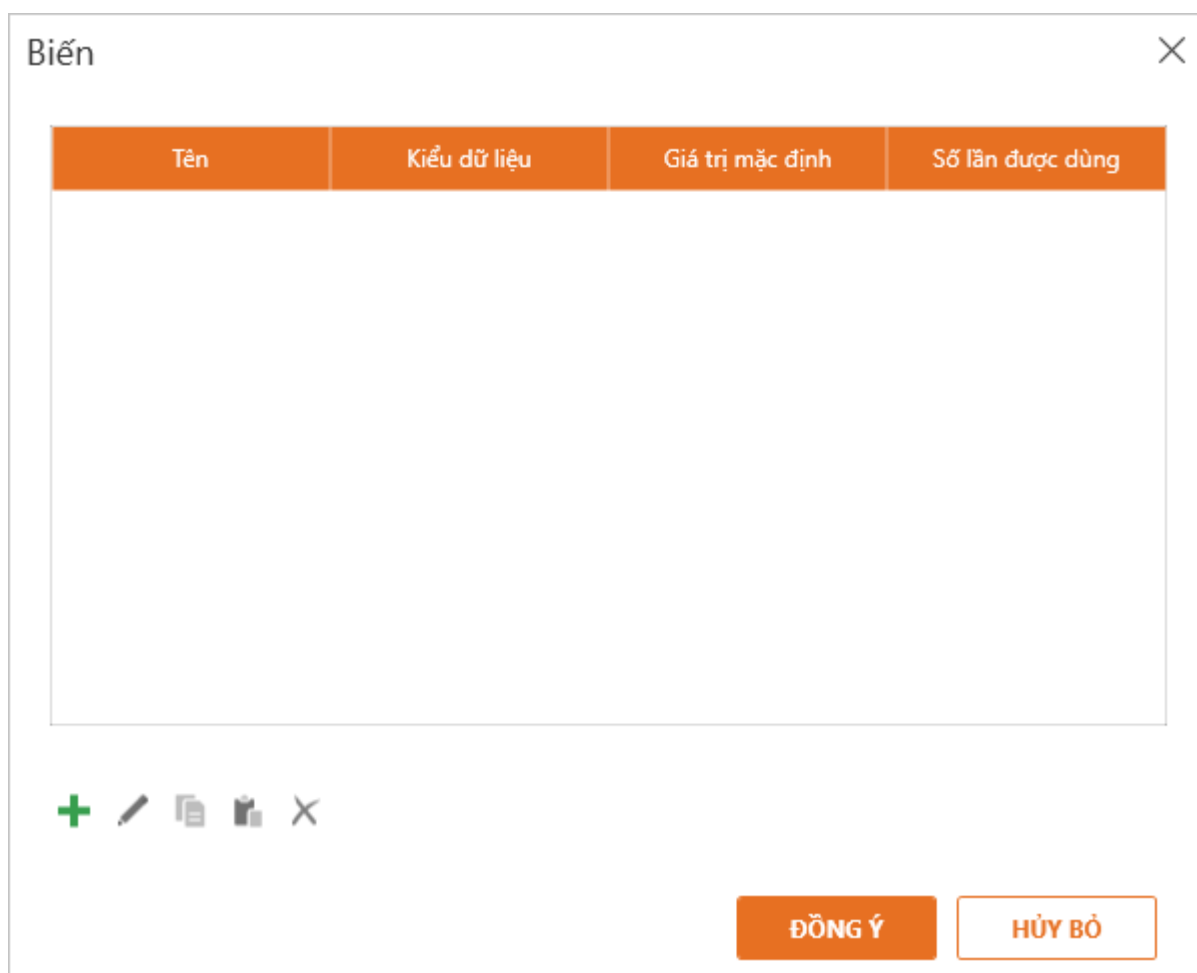 Biến
Tên Kiểu dữ liệu Giá trị mặc định Số lần được dùng
ĐỒNG Ý HỦY BỎ